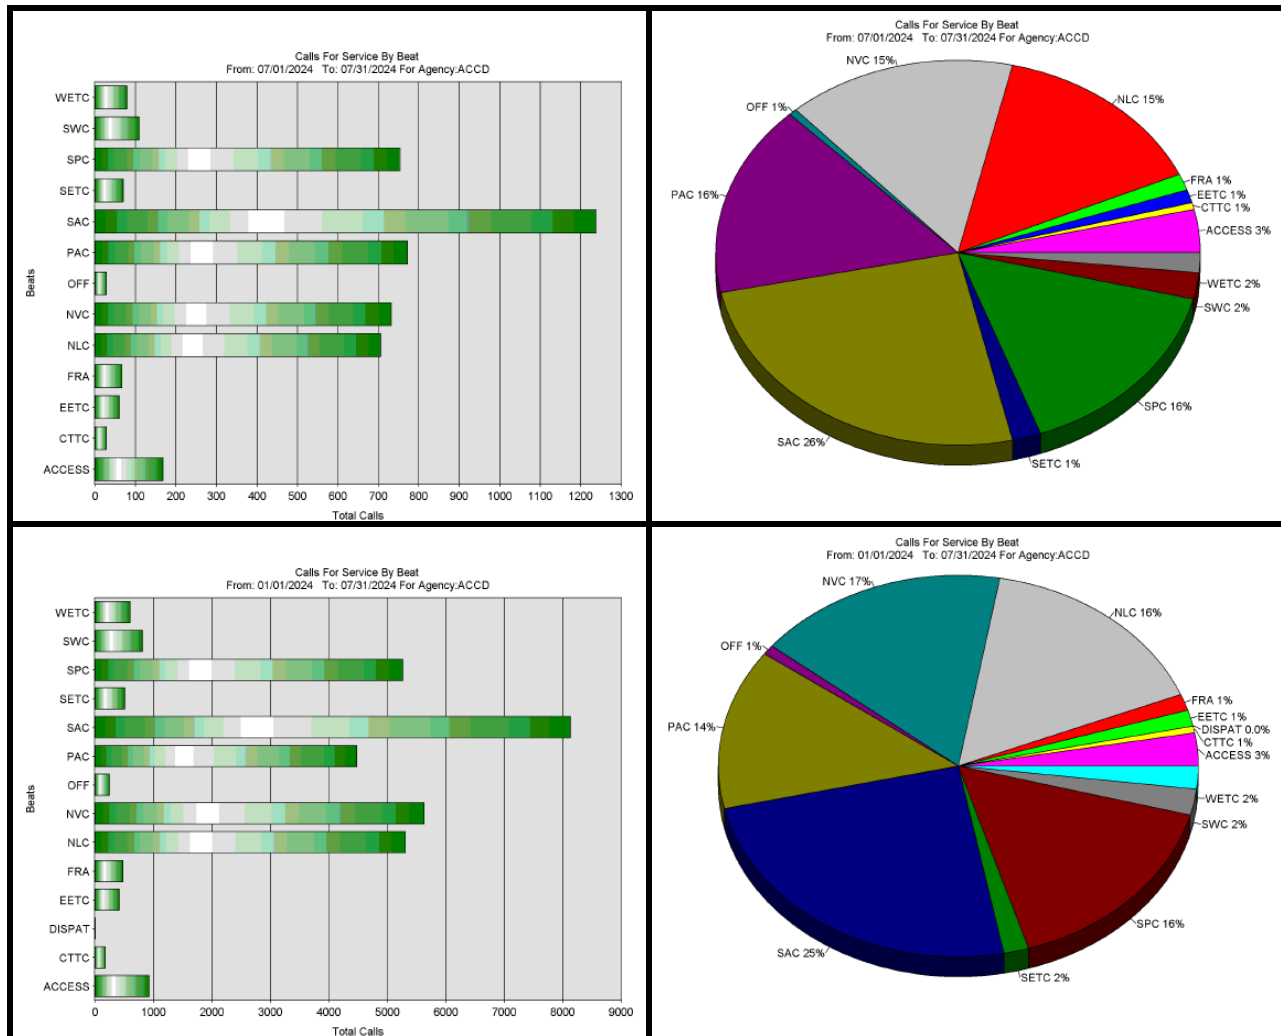 Calls For Service By Beat
From: 07/01/2024 To: 07/31/2024 For Agency:ACCD
WETC
SWC
SPC
SETC
SAC
PAC
OFF
NVC
NLC
FRA
EETC
CTTC
ACCESS
Beats
0 100 200 300 400 500 600 700 800 900 1000 1100 1200 1300
Total Calls
Calls For Service By Beat
From: 07/01/2024 To: 07/31/2024 For Agency:ACCD
NVC 15%
NLC 15%
OFF 1%
FRA 1%
EETC 1%
CTTC 1%
PAC 16%
ACCESS 3%
WETC 2%
SWC 2%
SPC 16%
SAC 26%
SETC 1%
Calls For Service By Beat
From: 01/01/2024 To: 07/31/2024 For Agency:ACCD
WETC
SWC
SPC
SETC
SAC
PAC
OFF
NVC
NLC
FRA
EETC
DISPAT
CTTC
ACCESS
Beats
0 1000 2000 3000 4000 5000 6000 7000 8000 9000
Total Calls
Calls For Service By Beat
From: 01/01/2024 To: 07/31/2024 For Agency:ACCD
NVC 17%
NLC 16%
OFF 1%
FRA 1%
EETC 1%
DISPAT 0.0%
CTTC 1%
PAC 14%
ACCESS 3%
WETC 2%
SWC 2%
SPC 16%
SAC 25%
SETC 2%